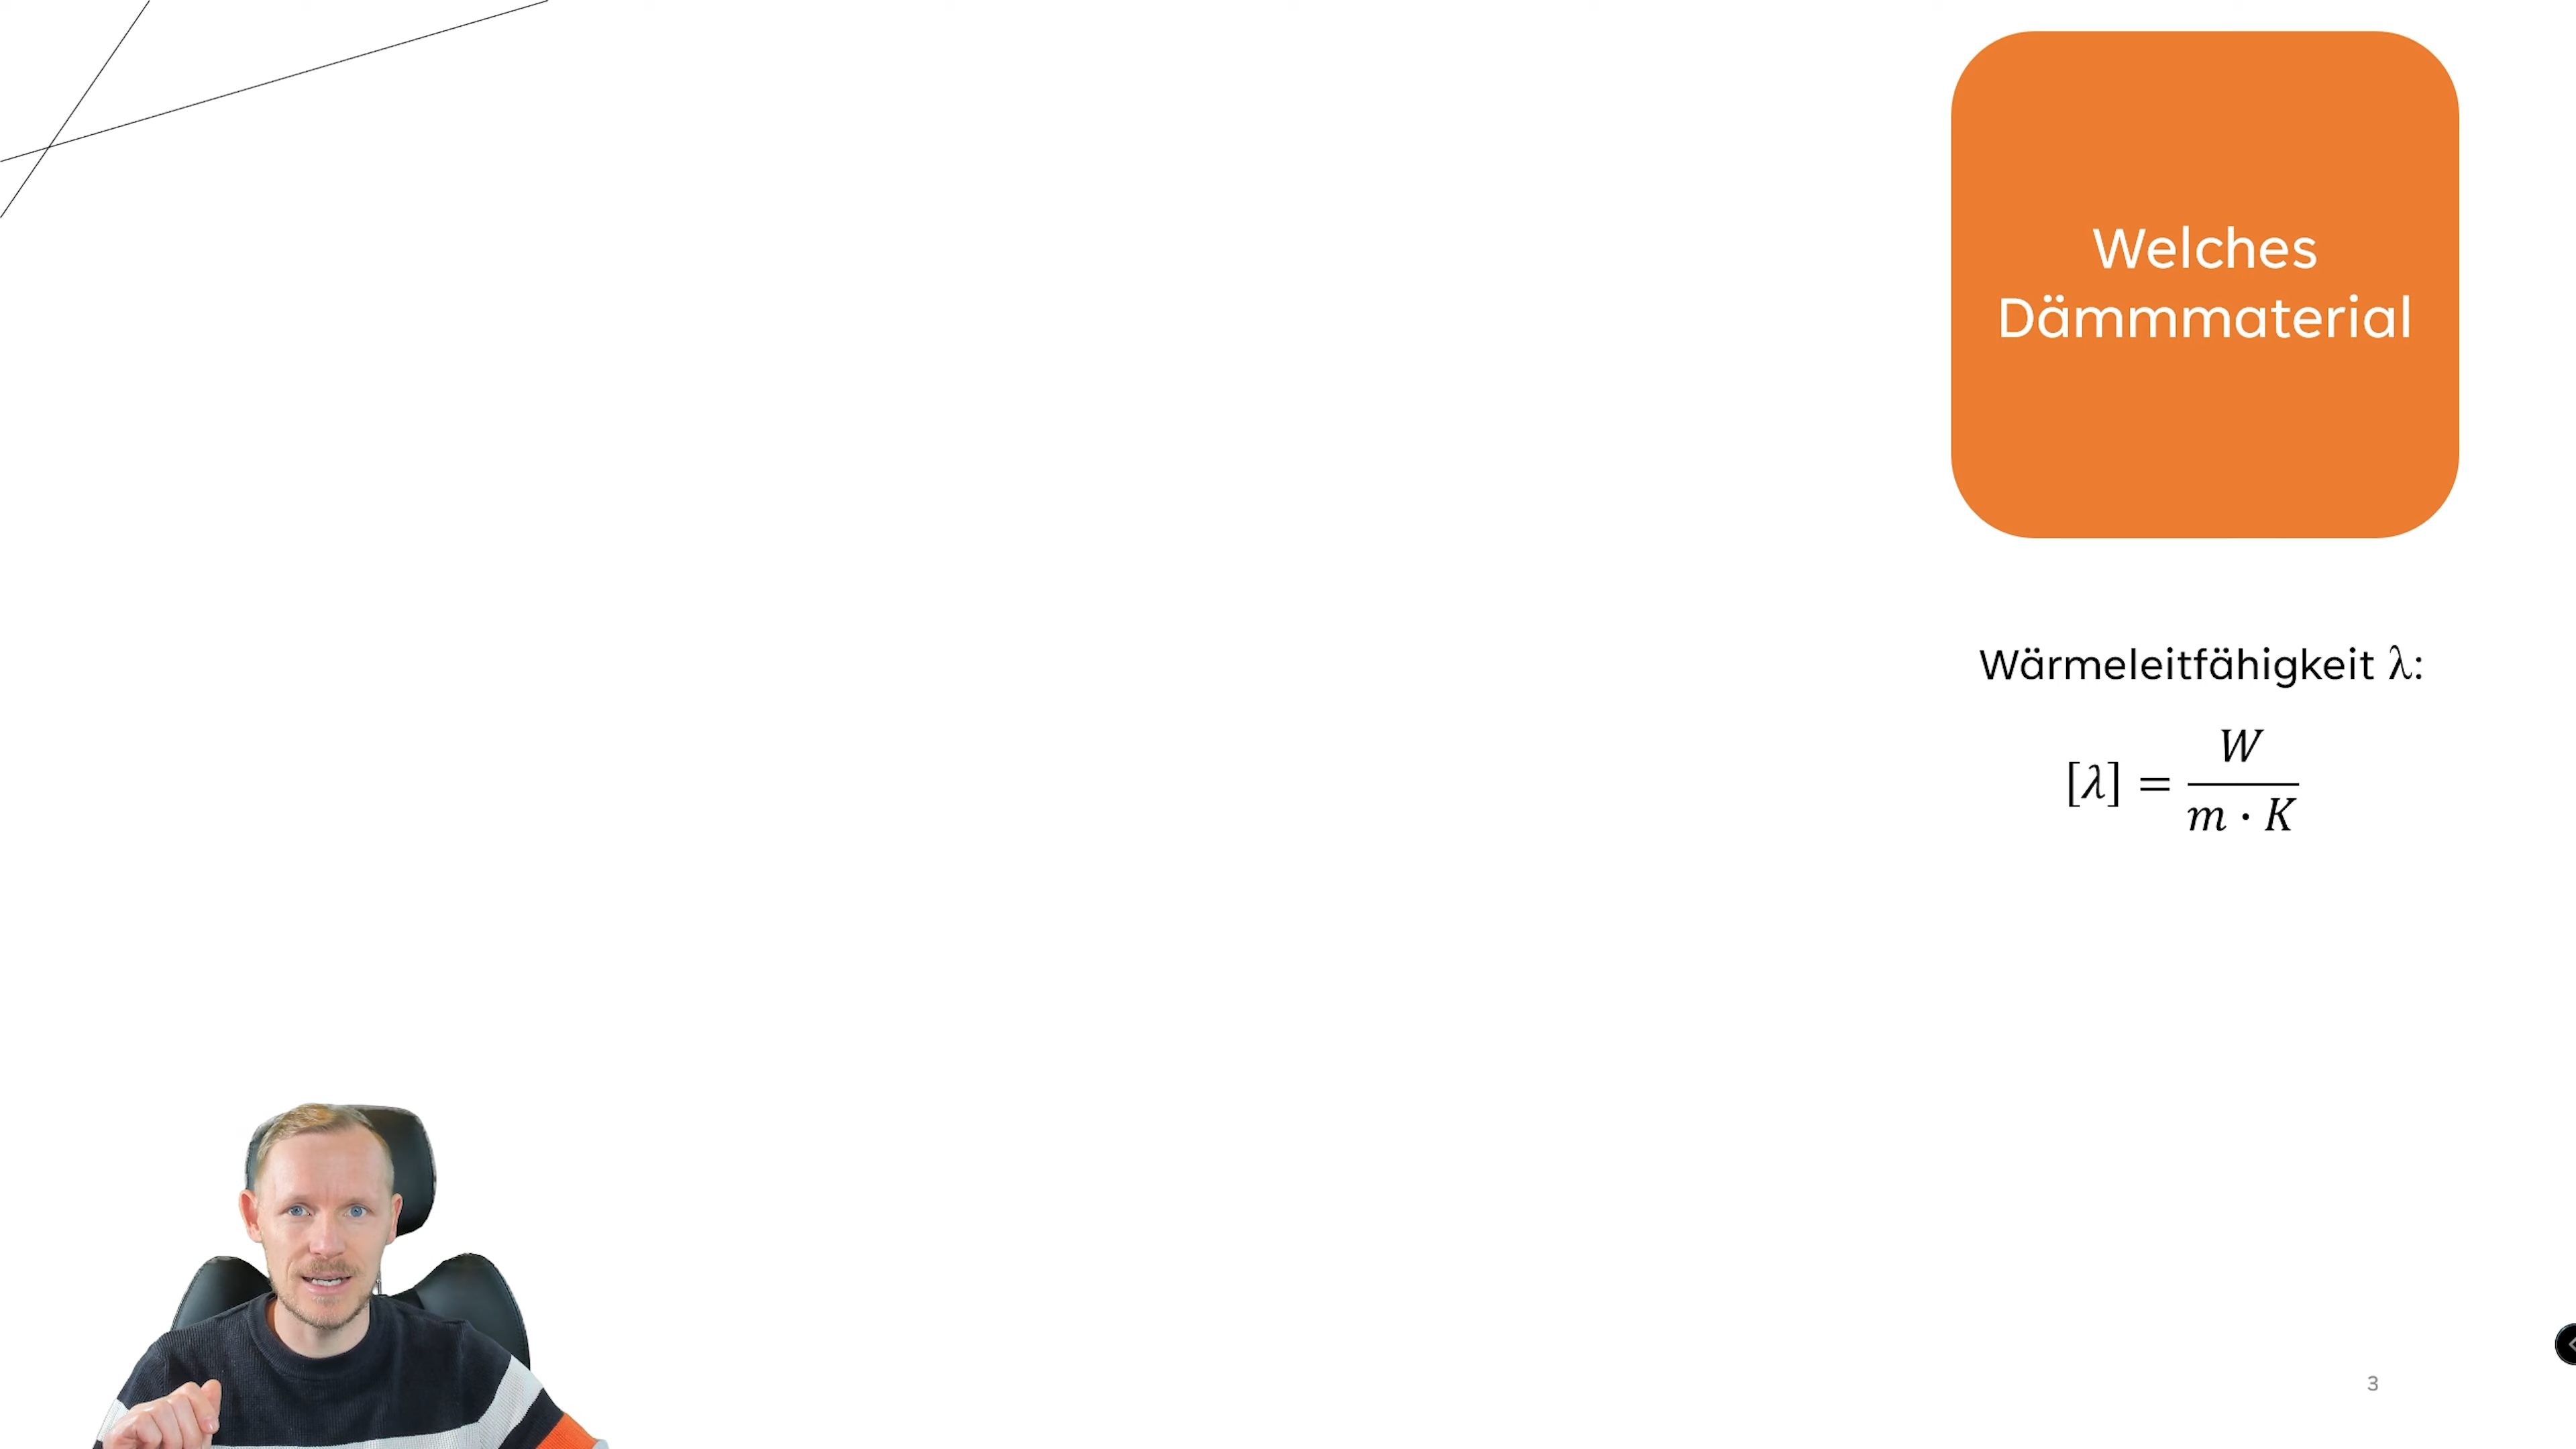 Welches
Dämmmaterial
Wärmeleitfähigkeit λ:
[λ] = W / m · K
3